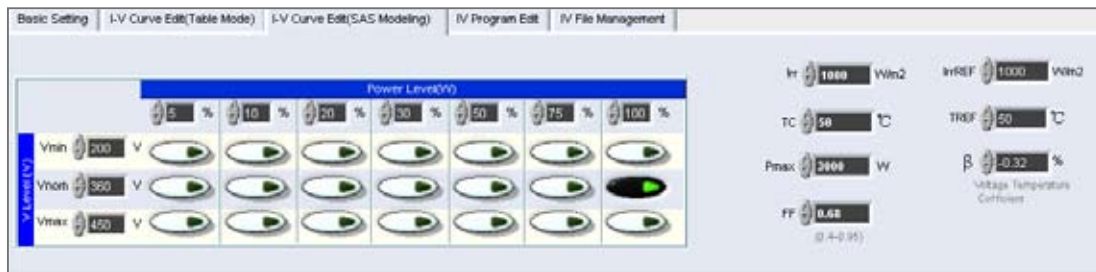 Basic Setting I-V Curve Edit(Table Mode) I-V Curve Edit(SAS Modeling) IV Program Edit IV File Management
Power Level(W)
5 % 10 % 20 % 30 % 50 % 75 % 100 %
V Level (V)
Vmin 200 V
Vnom 360 V
Vmax 450 V
Irr 1000 W/m2 IrrREF 1000 W/m2
TC 50 °C TREF 50 °C
Pmax 3000 W β -0.32 %
Voltage Temperature
Coffient
FF 0.68
(0.4~0.95)